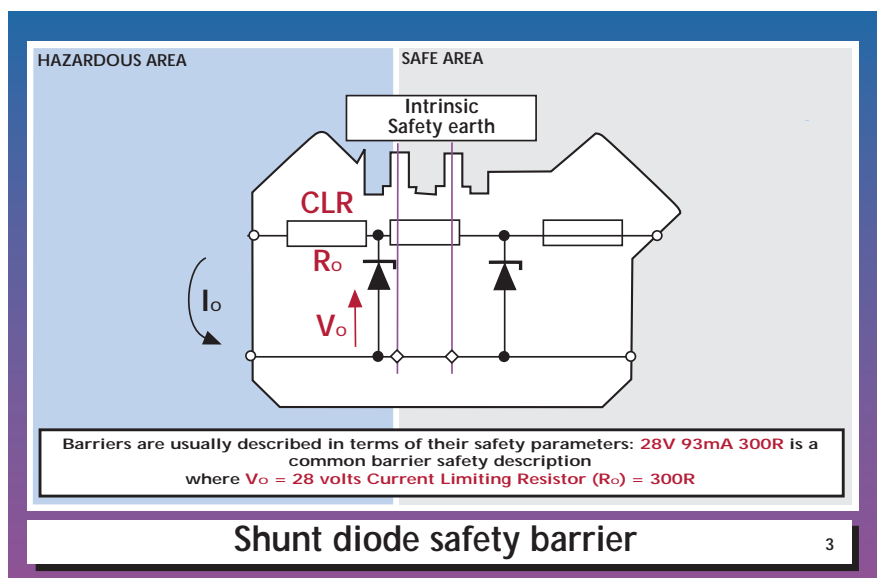 HAZARDOUS AREA
SAFE AREA
Intrinsic
Safety earth
CLR
Ro
Io
Vo
Barriers are usually described in terms of their safety parameters: 28V 93mA 300R is a
common barrier safety description
where Vo = 28 volts Current Limiting Resistor (Ro) = 300R
Shunt diode safety barrier
3